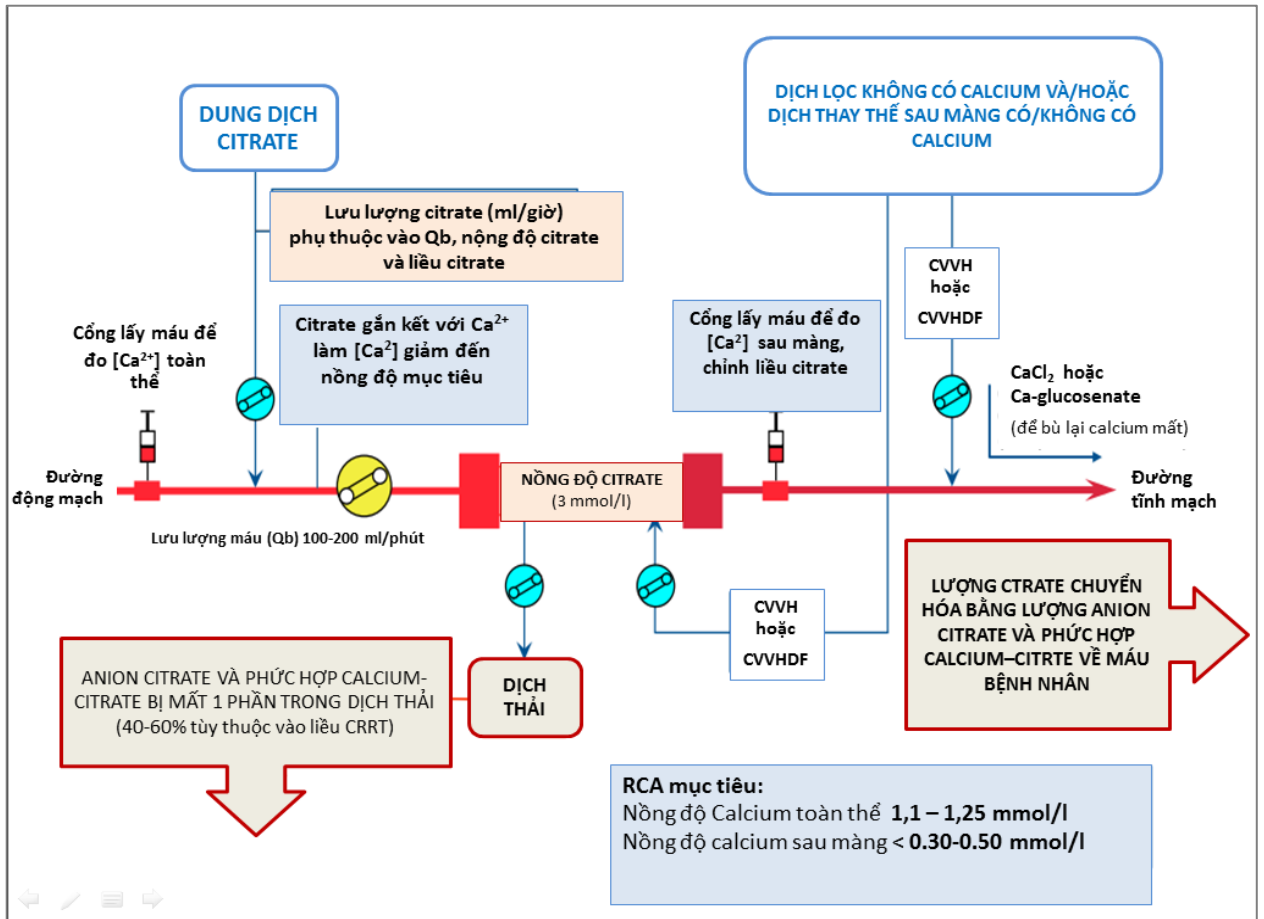 DUNG DỊCH
CITRATE
DỊCH LỌC KHÔNG CÓ CALCIUM VÀ/HOẶC
DỊCH THAY THẾ SAU MÀNG CÓ/KHÔNG CÓ
CALCIUM
Lưu lượng citrate (ml/giờ)
phụ thuộc vào Qb, nộng độ citrate
và liều citrate
Cổng lấy máu để
đo [Ca²⁺] toàn
thể
Citrate gắn kết với Ca²⁺
làm [Ca²] giảm đến
nồng độ mục tiêu
Cổng lấy máu để đo
[Ca²] sau màng,
chỉnh liều citrate
CVVH
hoặc
CVVHDF
CaCl₂ hoặc
Ca-glucosenate
(để bù lại calcium mất)
Đường
động mạch
NỒNG ĐỘ CITRATE
(3 mmol/l)
Đường
tĩnh mạch
Lưu lượng máu (Qb) 100-200 ml/phút
CVVH
hoặc
CVVHDF
LƯỢNG CTRATE CHUYỂN
HÓA BẰNG LƯỢNG ANION
CITRATE VÀ PHỨC HỢP
CALCIUM–CITRTE VỀ MÁU
BỆNH NHÂN
ANION CITRATE VÀ PHỨC HỢP CALCIUM-
CITRATE BỊ MẤT 1 PHẦN TRONG DỊCH THẢI
(40-60% tùy thuộc vào liều CRRT)
DỊCH
THẢI
RCA mục tiêu:
Nồng độ Calcium toàn thể 1,1 – 1,25 mmol/l
Nồng độ calcium sau màng < 0.30-0.50 mmol/l